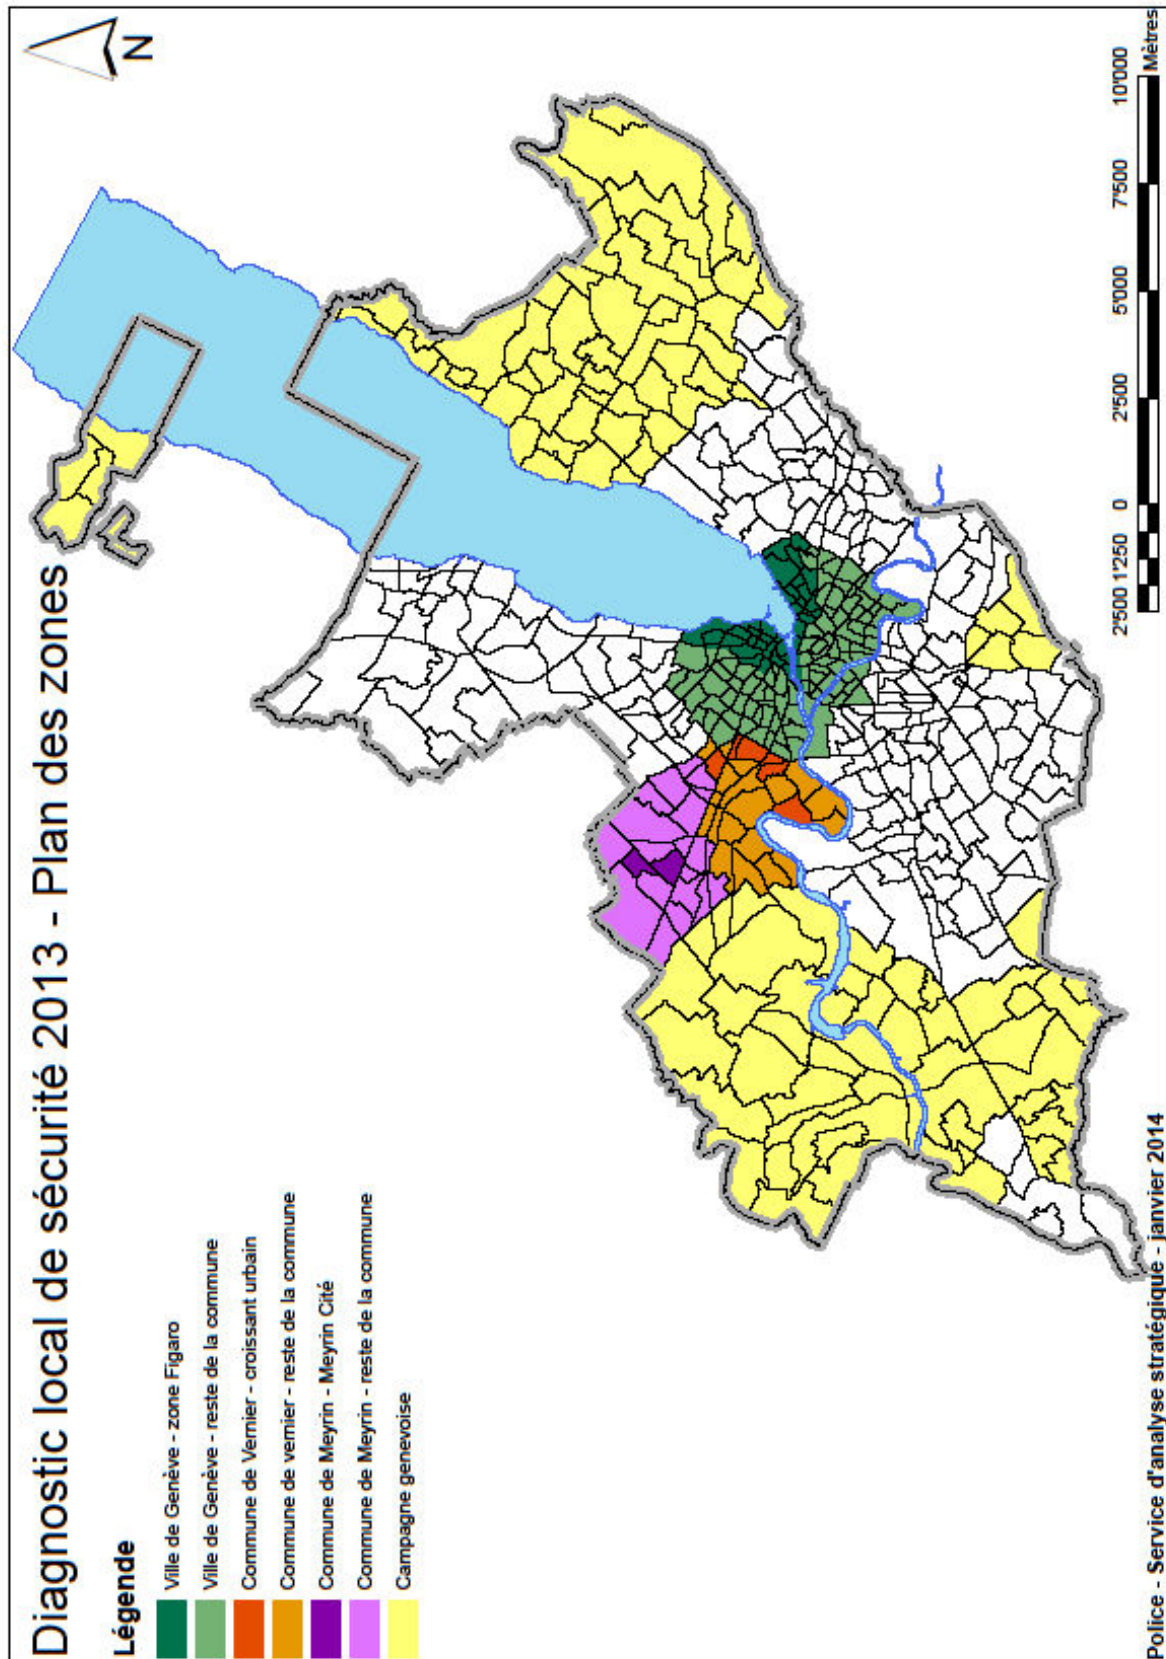 Diagnostic local de sécurité 2013 - Plan des zones
N
Légende
Ville de Genève - zone Figaro
Ville de Genève - reste de la commune
Commune de Vernier - croissant urbain
Commune de vernier - reste de la commune
Commune de Meyrin - Meyrin Cité
Commune de Meyrin - reste de la commune
Campagne genevoise
2'500 1'250 0 2'500 5'000 7'500 10'000
Mètres
Police - Service d'analyse stratégique - janvier 2014